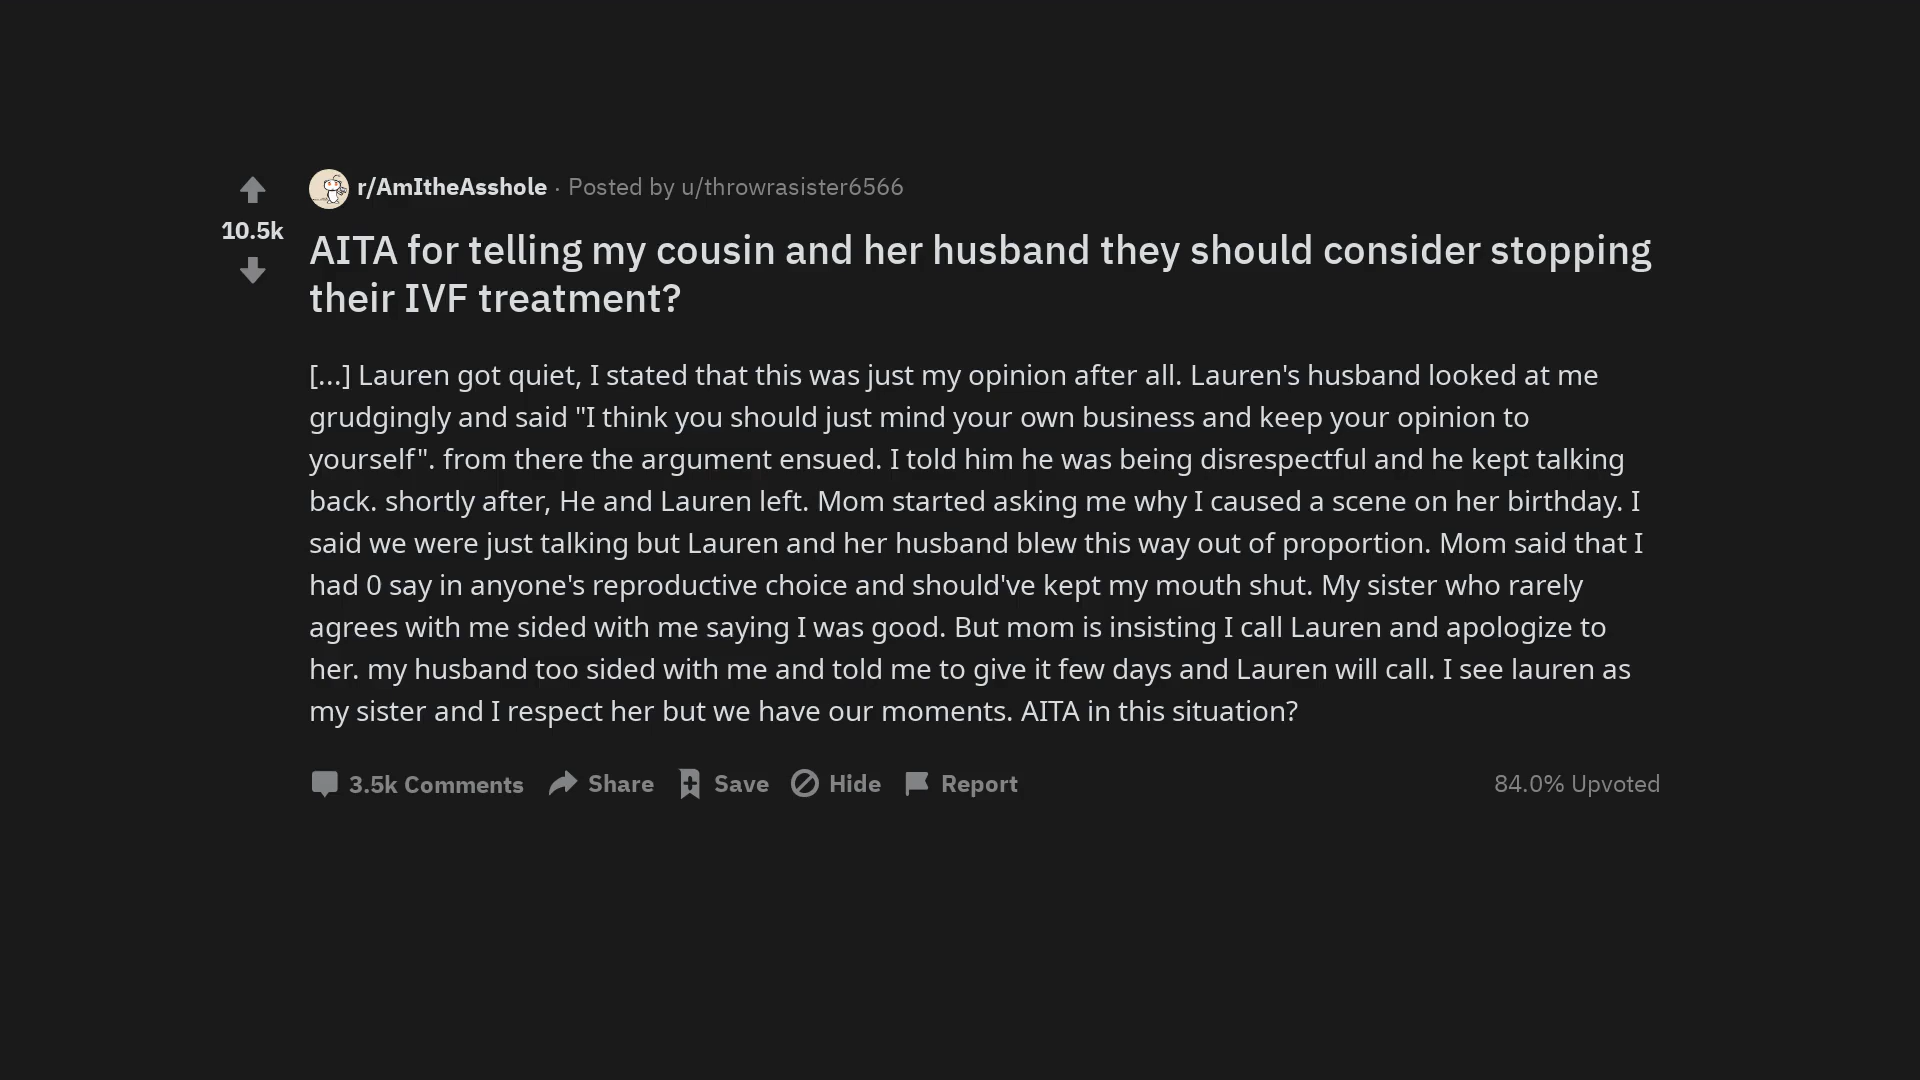 r/AmItheAsshole · Posted by u/throwrasister6566
10.5k
AITA for telling my cousin and her husband they should consider stopping
their IVF treatment?
[...] Lauren got quiet, I stated that this was just my opinion after all. Lauren's husband looked at me
grudgingly and said "I think you should just mind your own business and keep your opinion to
yourself". from there the argument ensued. I told him he was being disrespectful and he kept talking
back. shortly after, He and Lauren left. Mom started asking me why I caused a scene on her birthday. I
said we were just talking but Lauren and her husband blew this way out of proportion. Mom said that I
had 0 say in anyone's reproductive choice and should've kept my mouth shut. My sister who rarely
agrees with me sided with me saying I was good. But mom is insisting I call Lauren and apologize to
her. my husband too sided with me and told me to give it few days and Lauren will call. I see lauren as
my sister and I respect her but we have our moments. AITA in this situation?
3.5k Comments Share Save Hide Report 84.0% Upvoted